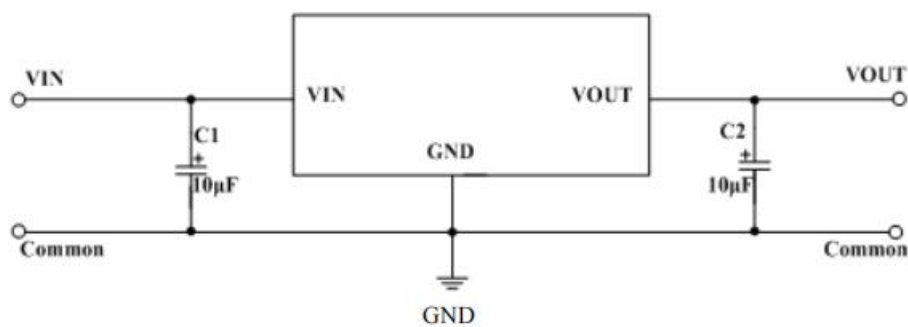 VIN
VOUT
VIN
VOUT
C1
C2
+
+
GND
10μF
10μF
Common
Common
GND